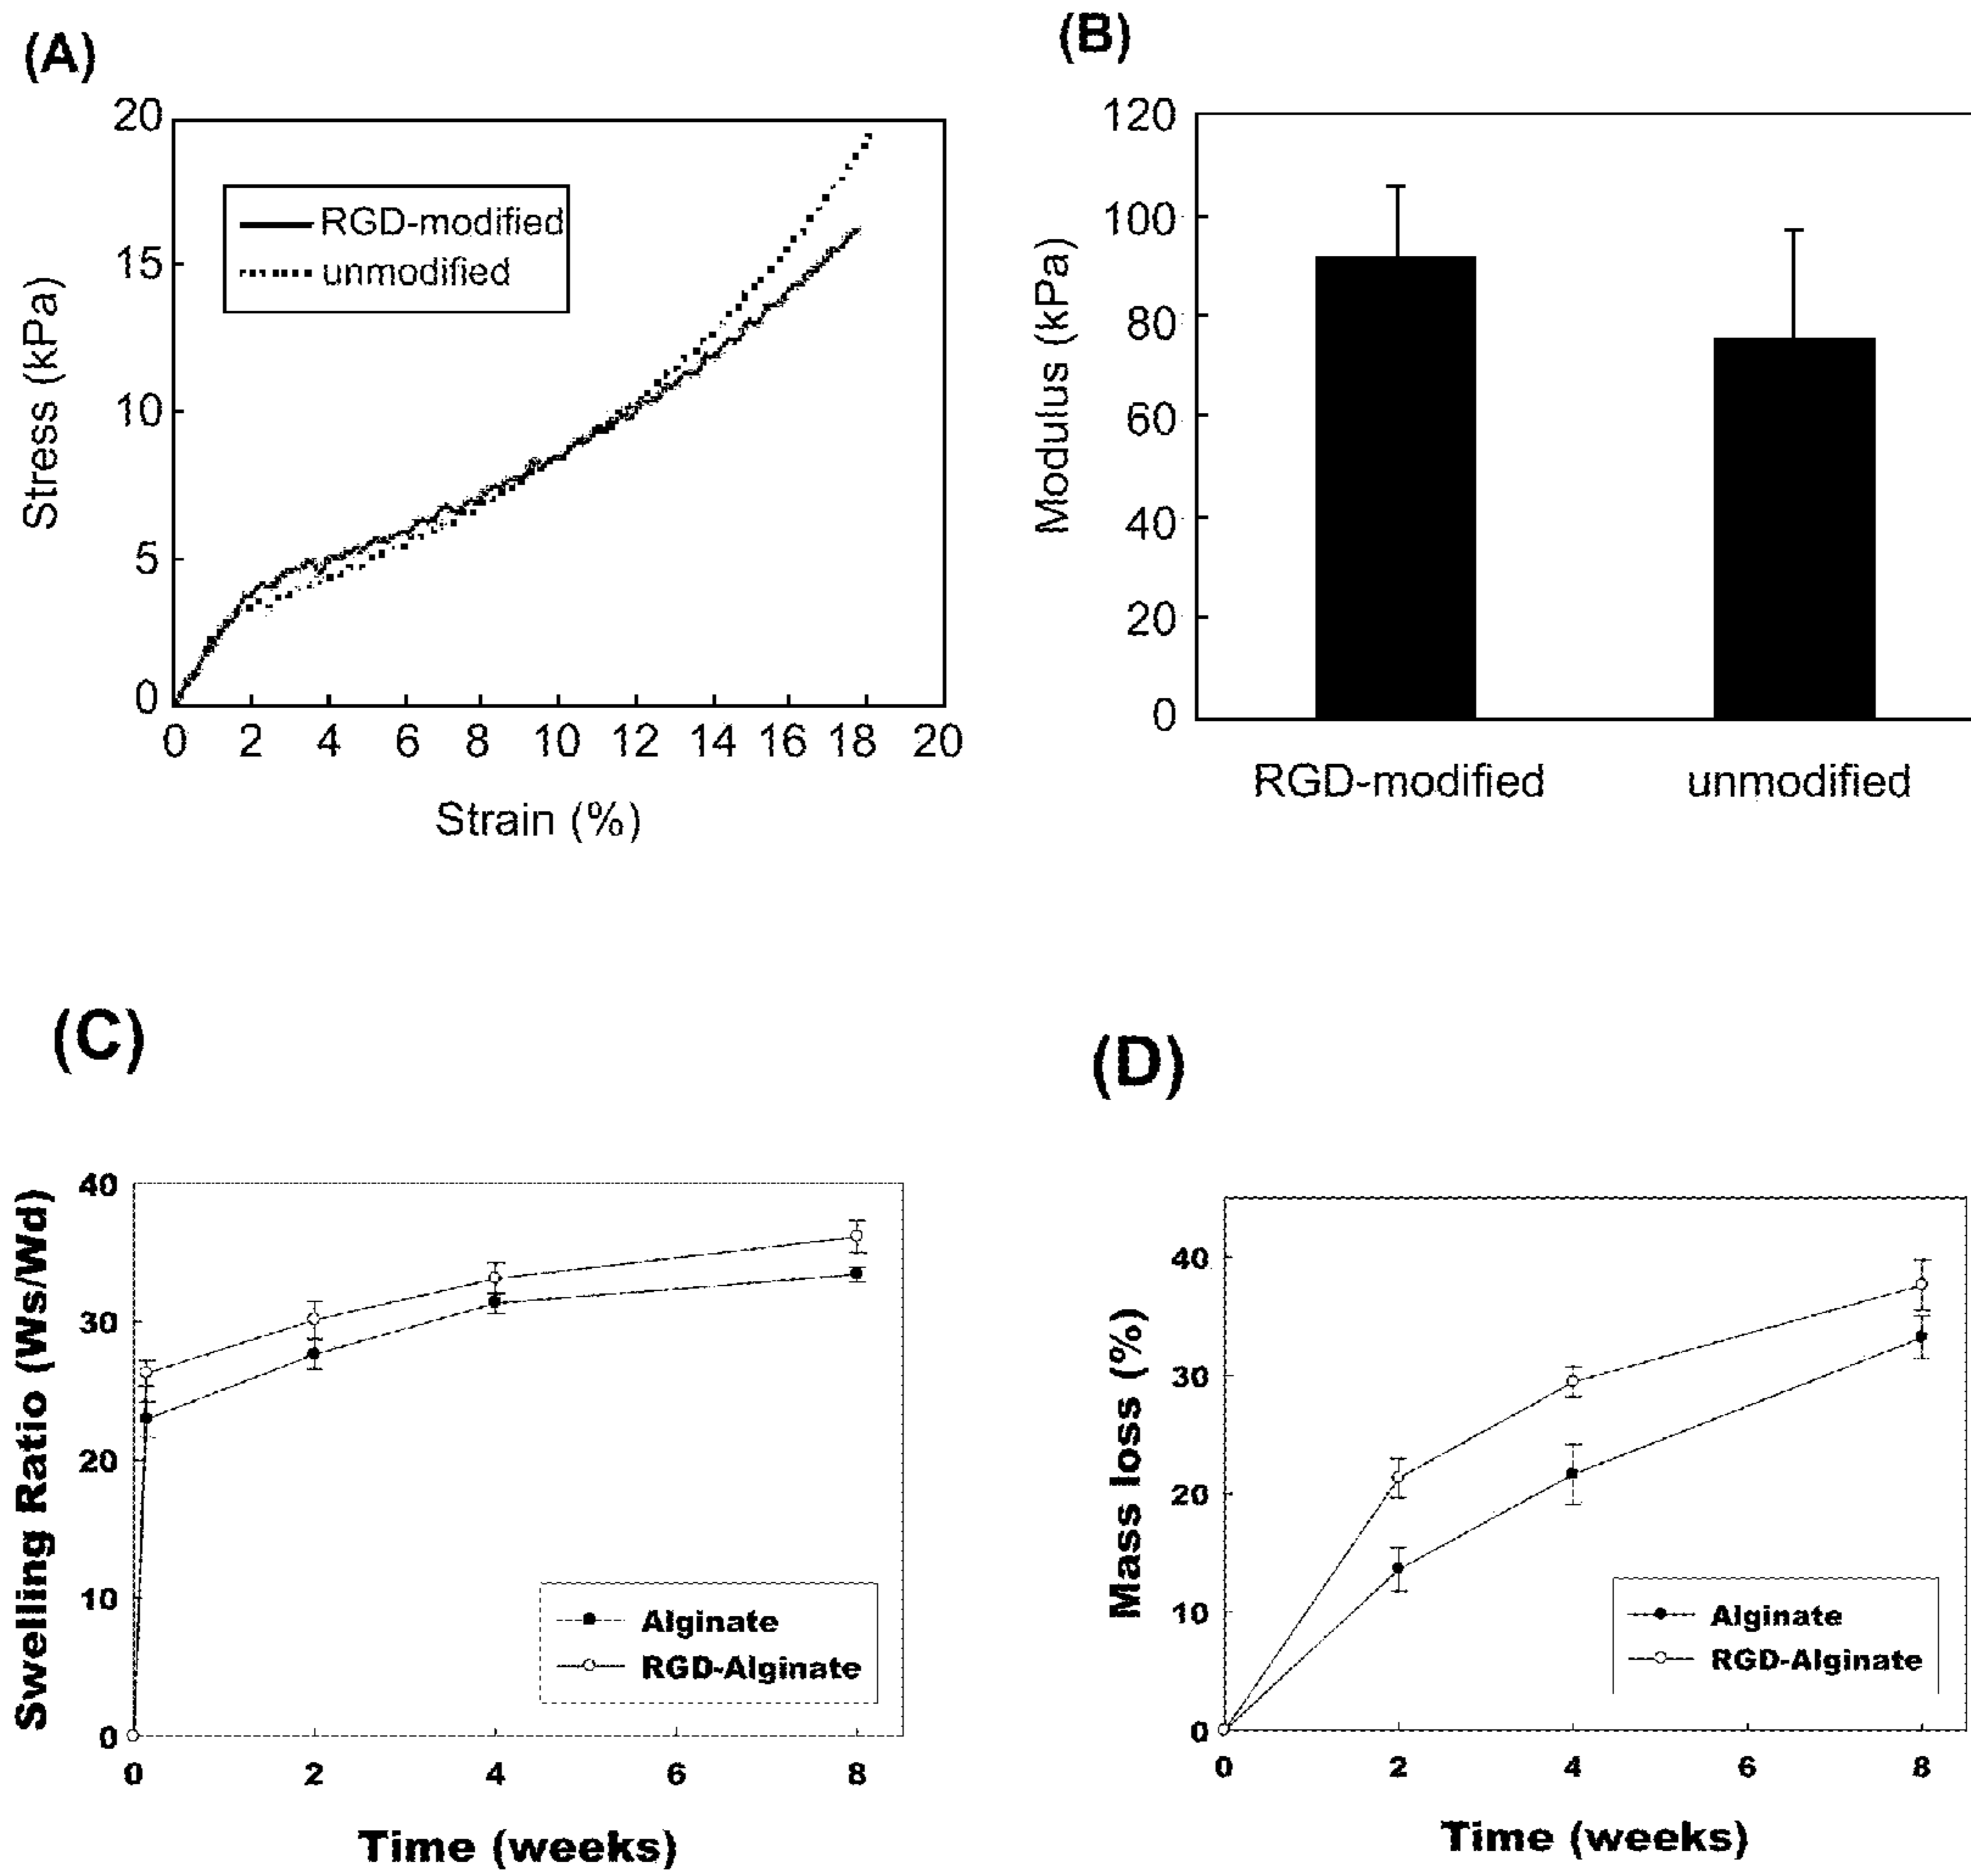 (A)
20
15
10
5
0
Stress (kPa)
RGD-modified
unmodified
0 2 4 6 8 10 12 14 16 18 20
Strain (%)
(B)
120
100
80
60
40
20
0
Modulus (kPa)
RGD-modified unmodified
(C)
40
30
20
10
0
Swelling Ratio (Ws/Wd)
Alginate
RGD-Alginate
0 2 4 6 8
Time (weeks)
(D)
40
30
20
10
0
Mass loss (%)
Alginate
RGD-Alginate
0 2 4 6 8
Time (weeks)